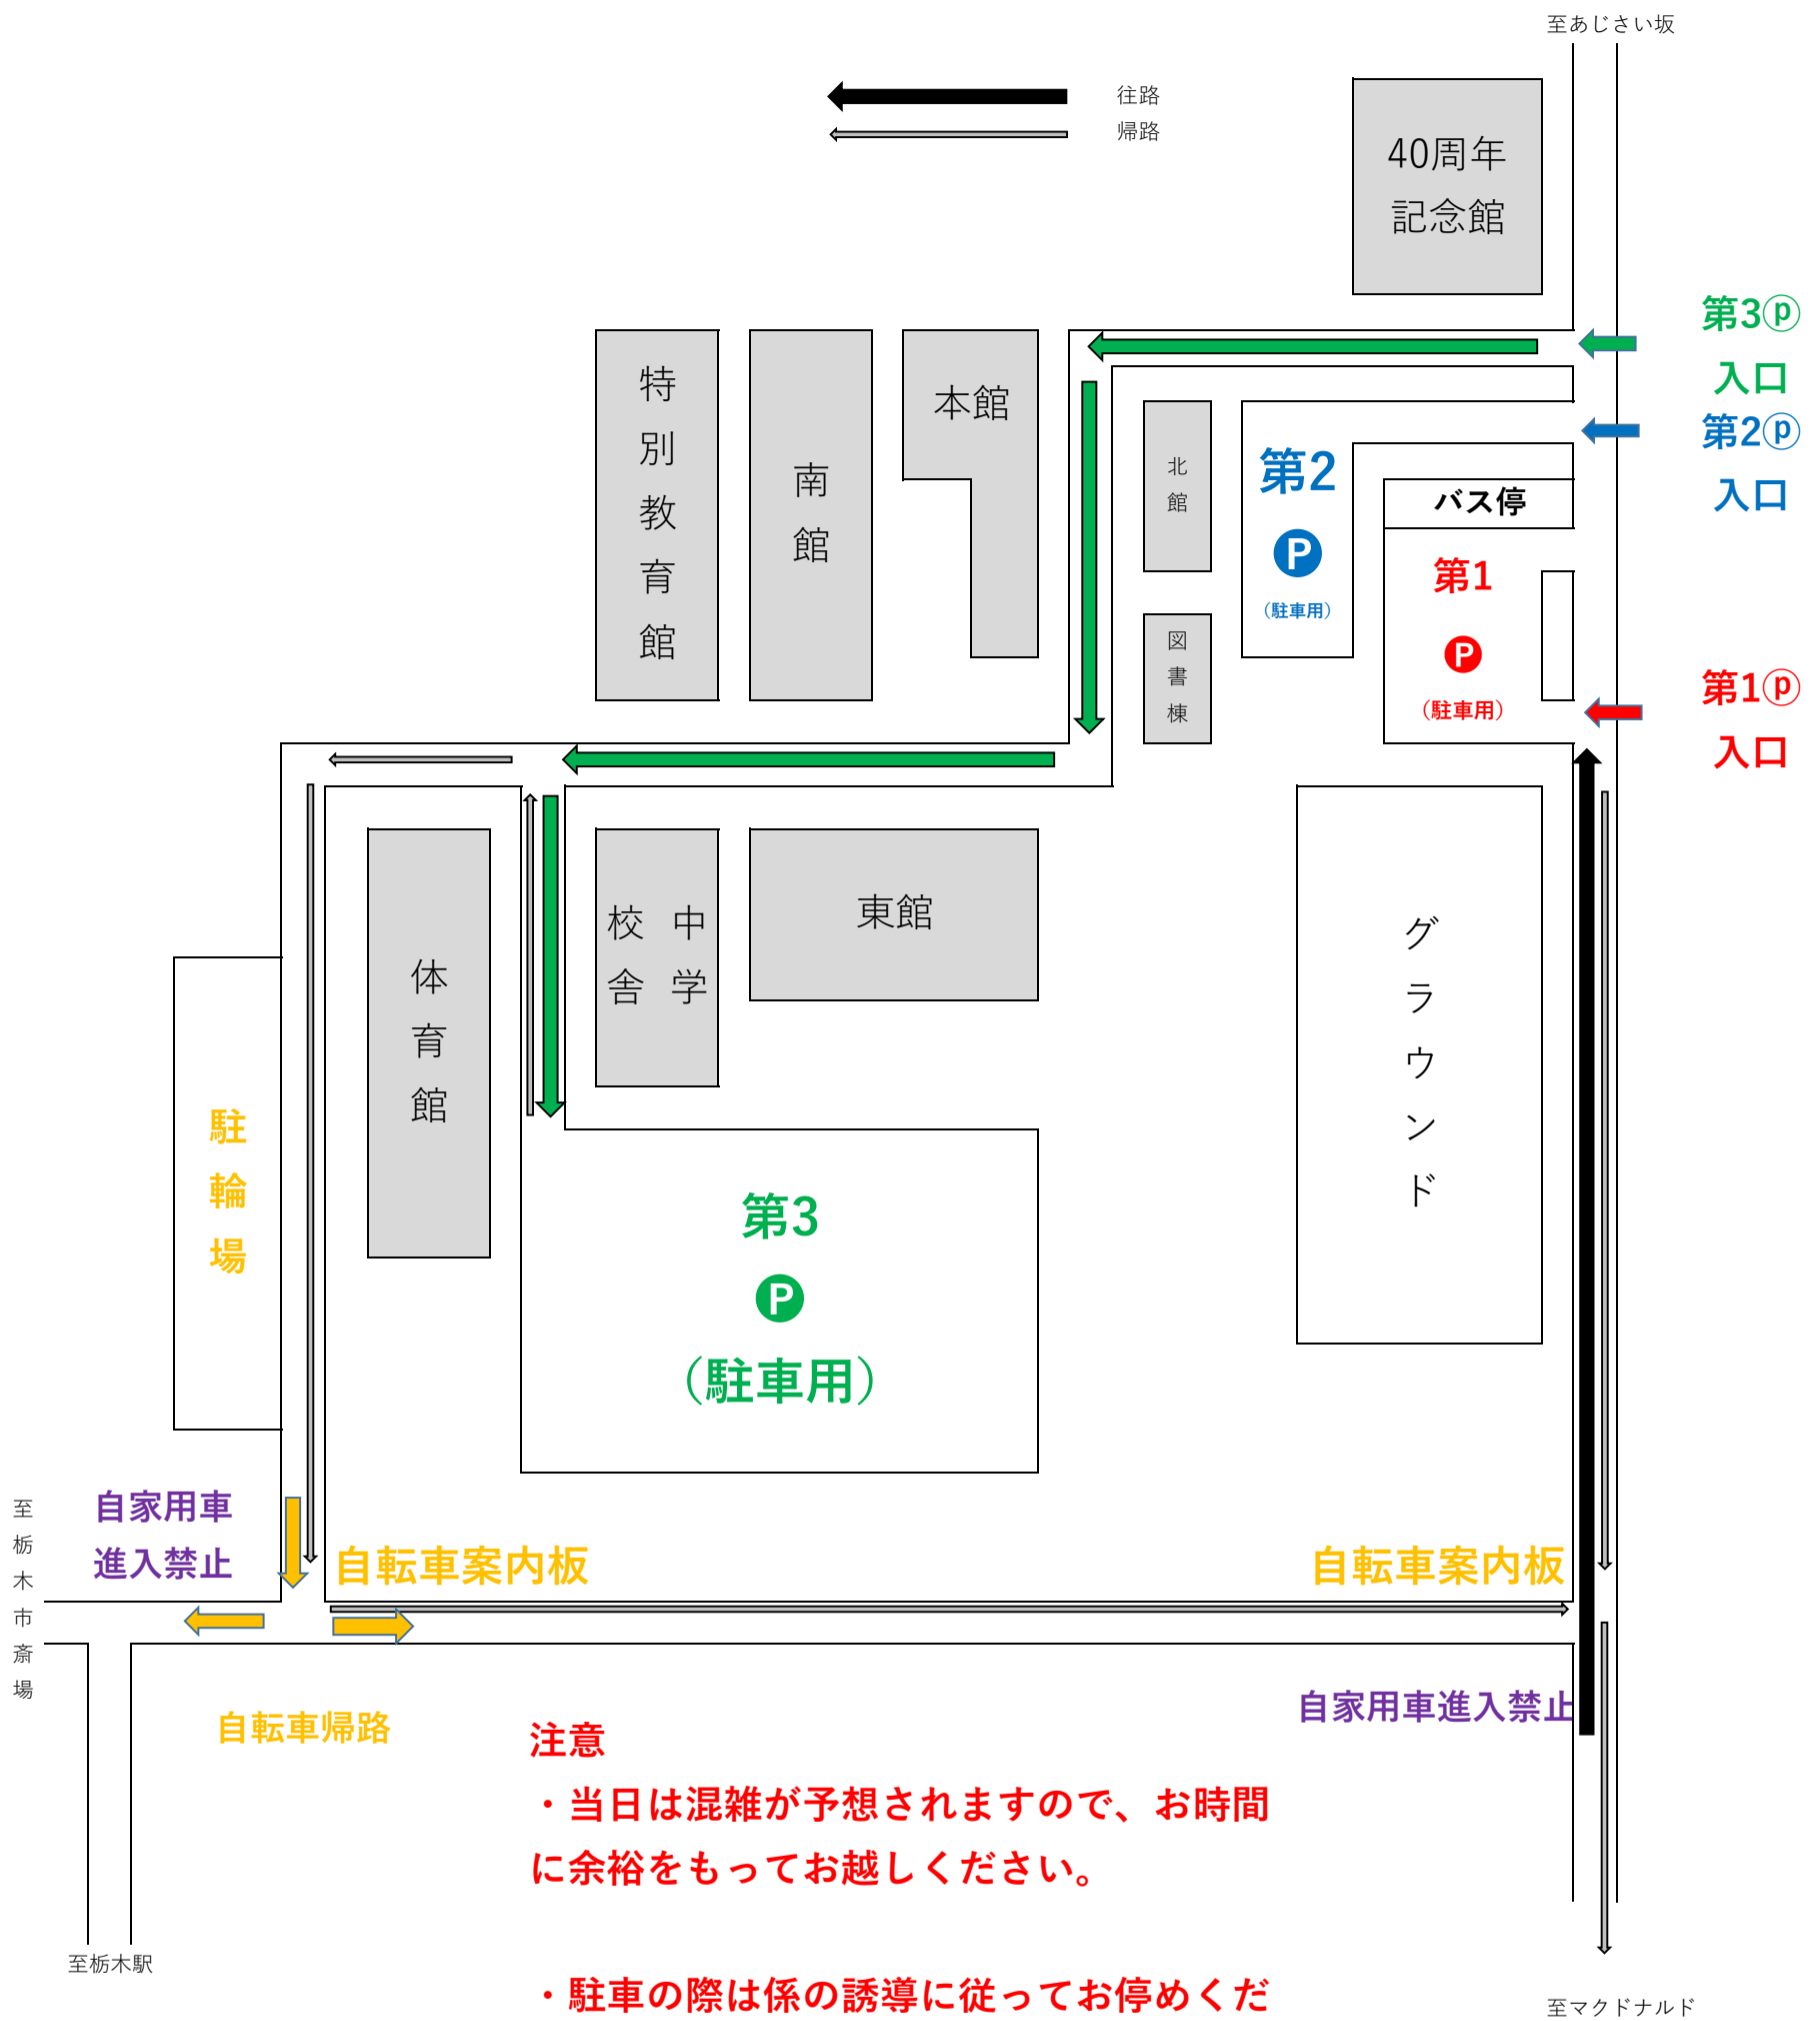 至あじさい坂
往路
帰路
40周年
記念館
第3ⓟ
入口
第2ⓟ
入口
特別教育館
南館
本館
北館
第2
P
（駐車用）
バス停
第1
P
（駐車用）
図書棟
第1ⓟ
入口
体育館
中学
校舎
東館
グラウンド
駐輪場
第3
P
（駐車用）
至栃木市斎場
自家用車
進入禁止
自転車案内板
自転車案内板
自転車帰路
自家用車進入禁止
注意
・当日は混雑が予想されますので、お時間
に余裕をもってお越しください。
・駐車の際は係の誘導に従ってお停めくだ
至栃木駅
至マクドナルド